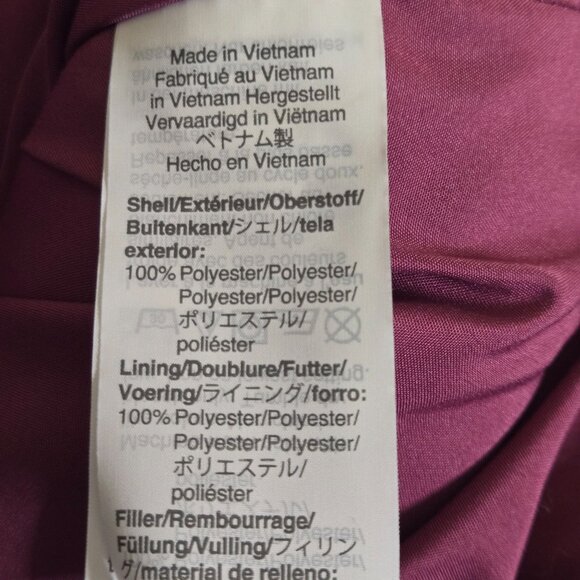 Made in Vietnam
Fabriqué au Vietnam
in Vietnam Hergestellt
Vervaardigd in Viëtnam
ベトナム製
Hecho en Vietnam
Shell/Extérieur/Oberstoff/
Buitenkant/シェル/tela
exterior:
100% Polyester/Polyester/
Polyester/Polyester/
ポリエステル/
poliéster
Lining/Doublure/Futter/
Voering/ライニング/forro:
100% Polyester/Polyester/
Polyester/Polyester/
ポリエステル/
poliéster
Filler/Rembourrage/
Füllung/Vulling/フィリン
グ/material de relleno: